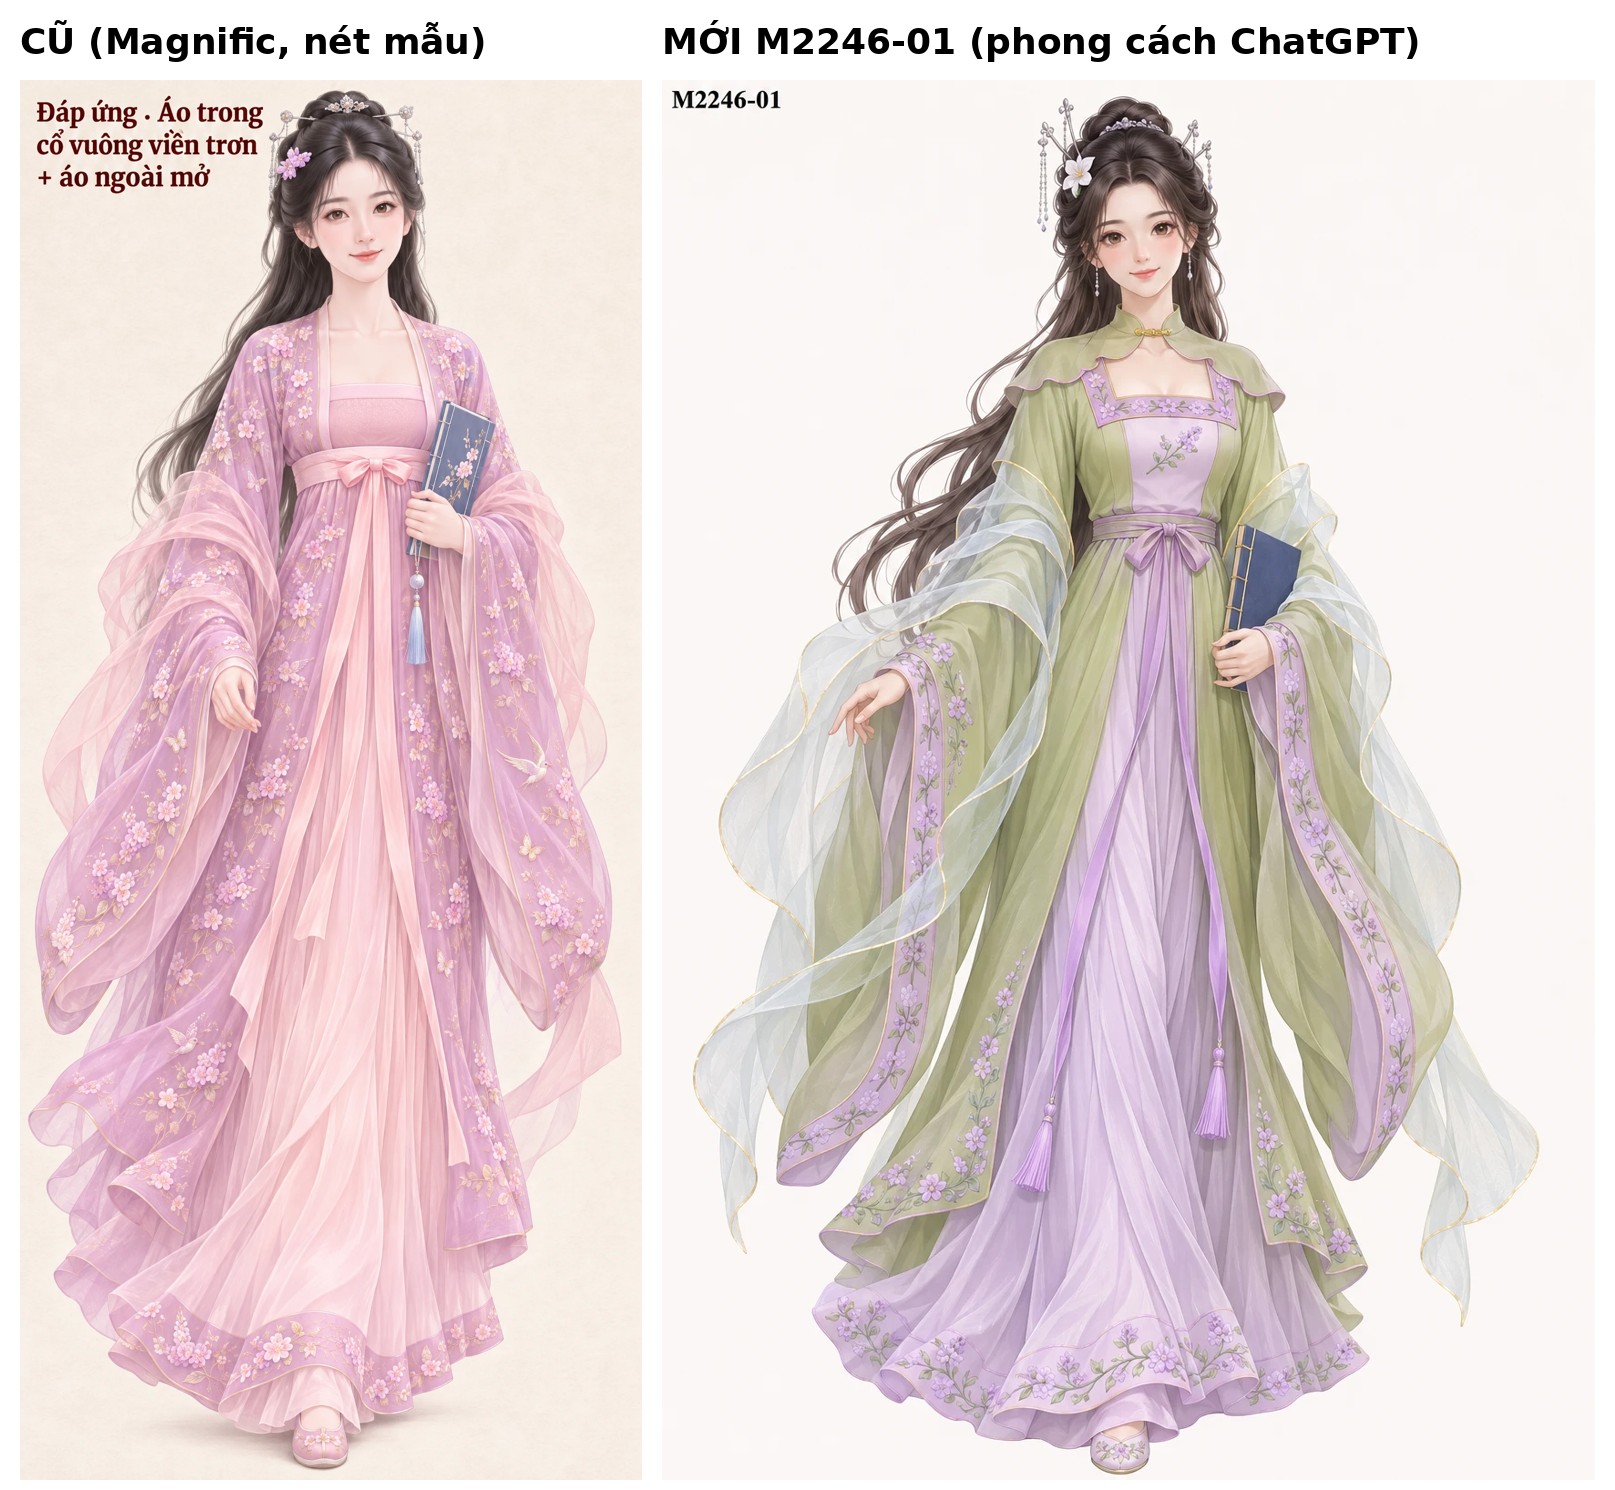 CŨ (Magnific, nét mẫu)
MỚI M2246-01 (phong cách ChatGPT)
Đáp ứng . Áo trong
cổ vuông viền trơn
+ áo ngoài mở
M2246-01